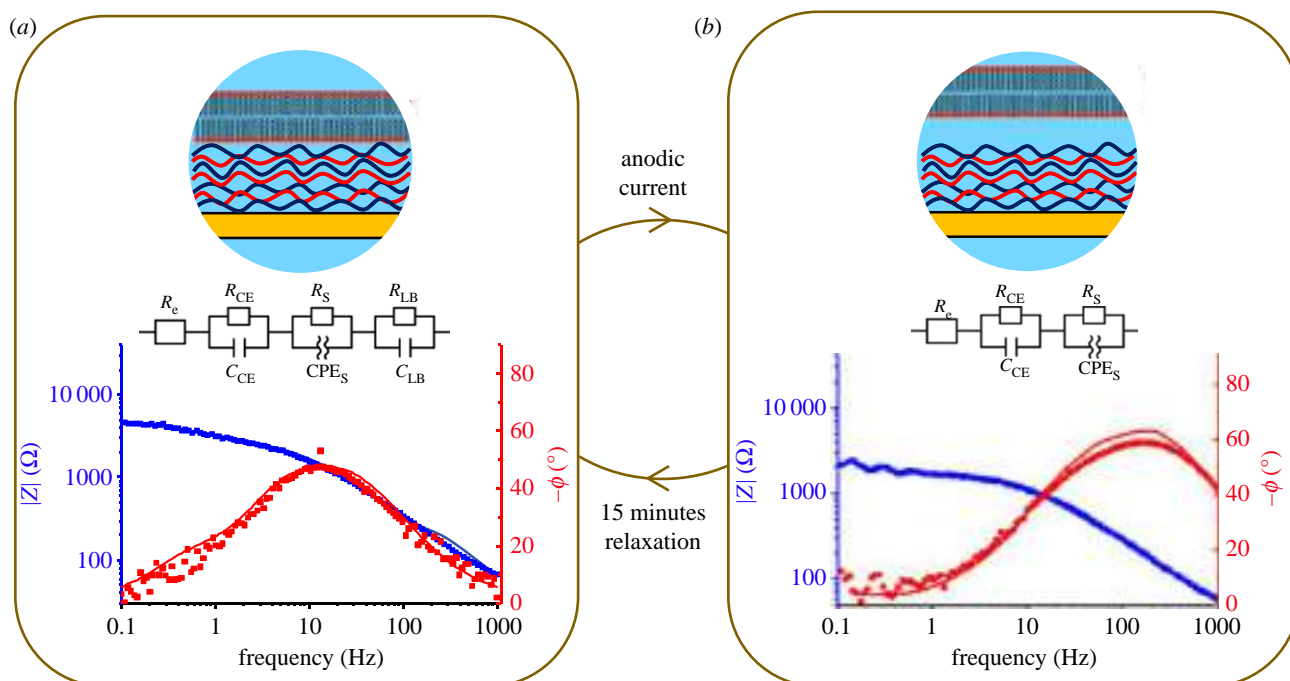 (a)
R_e
R_CE
R_S
R_LB
C_CE
CPE_S
C_LB
10 000
1000
100
|Z| (Ω)
80
60
40
20
0
−ϕ (°)
0.1 1 10 100 1000
frequency (Hz)
anodic
current
15 minutes
relaxation
(b)
R_e
R_CE
R_S
C_CE
CPE_S
10 000
1000
100
|Z| (Ω)
80
60
40
20
0
−ϕ (°)
0.1 1 10 100 1000
frequency (Hz)